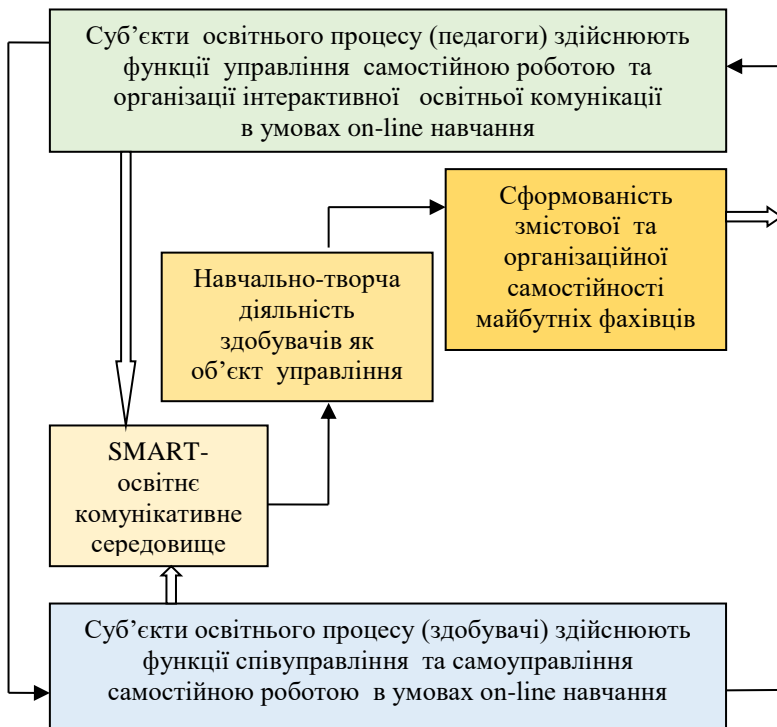 Суб’єкти освітнього процесу (педагоги) здійснюють
функції управління самостійною роботою та
організації інтерактивної освітньої комунікації
в умовах on-line навчання
Сформованість
змістової та
організаційної
самостійності
майбутніх фахівців
Навчально-творча
діяльність
здобувачів як
об’єкт управління
SMART-
освітнє
комунікативне
середовище
Суб’єкти освітнього процесу (здобувачі) здійснюють
функції співуправління та самоуправління
самостійною роботою в умовах on-line навчання